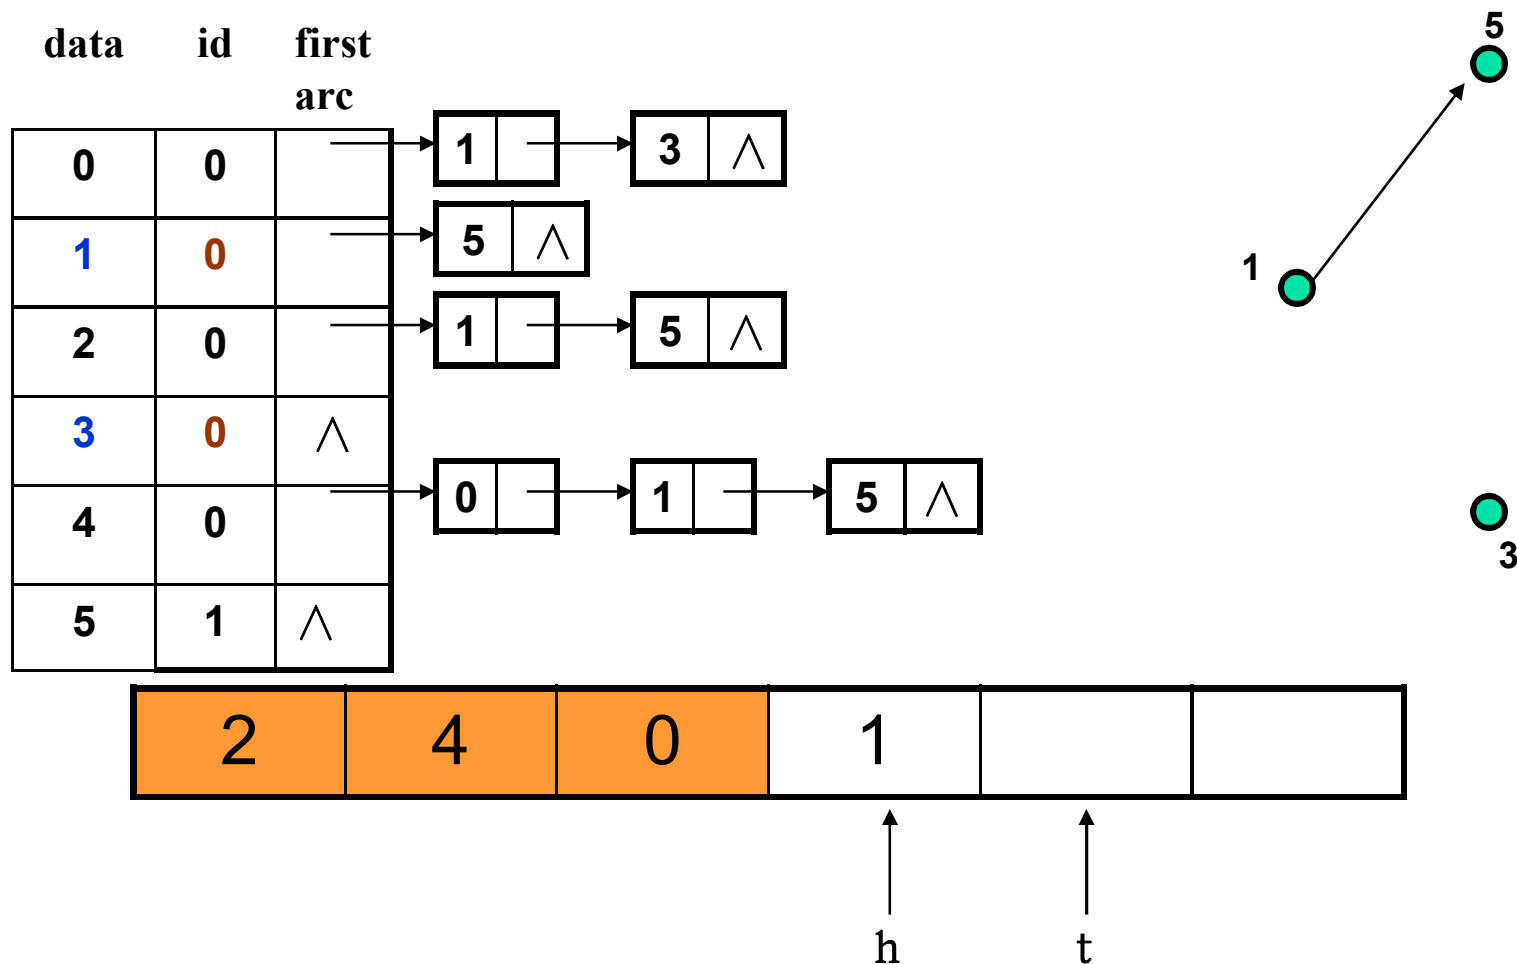 data id first arc
0 0 1 3 ∧
1 0 5 ∧
2 0 1 5 ∧
3 0 ∧
4 0 0 1 5 ∧
5 1 ∧
5
1
3
2 4 0 1
h t